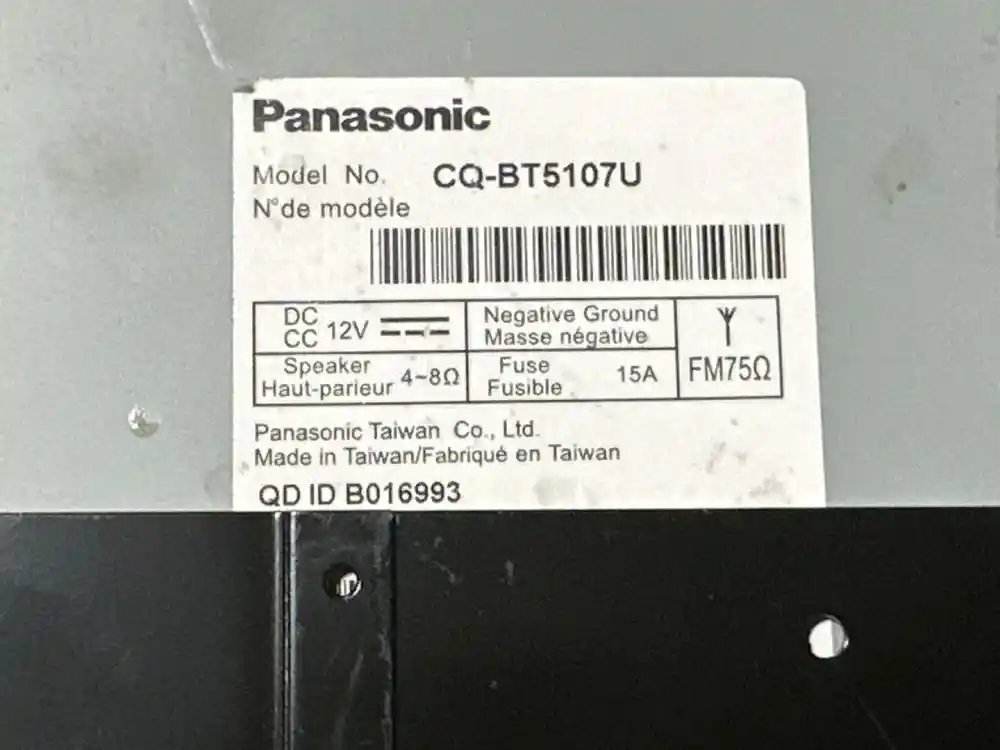 Panasonic
Model No. CQ-BT5107U
N°de modèle
DC
CC 12V
Negative Ground
Masse négative
Speaker
Haut-parieur 4~8Ω
Fuse
Fusible 15A
FM75Ω
Panasonic Taiwan Co., Ltd.
Made in Taiwan/Fabriqué en Taiwan
QD ID B016993